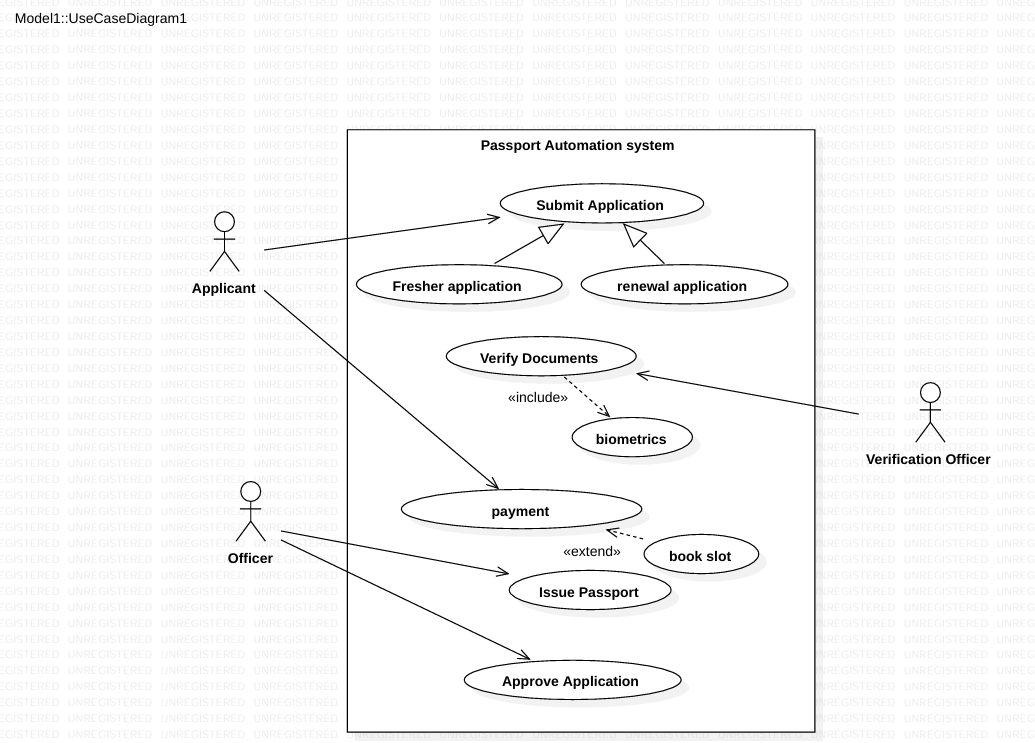 Model1::UseCaseDiagram1
Passport Automation system
Submit Application
Fresher application
renewal application
Applicant
Verify Documents
«include»
biometrics
Verification Officer
payment
Officer
«extend»
book slot
Issue Passport
Approve Application
UNREGISTERED